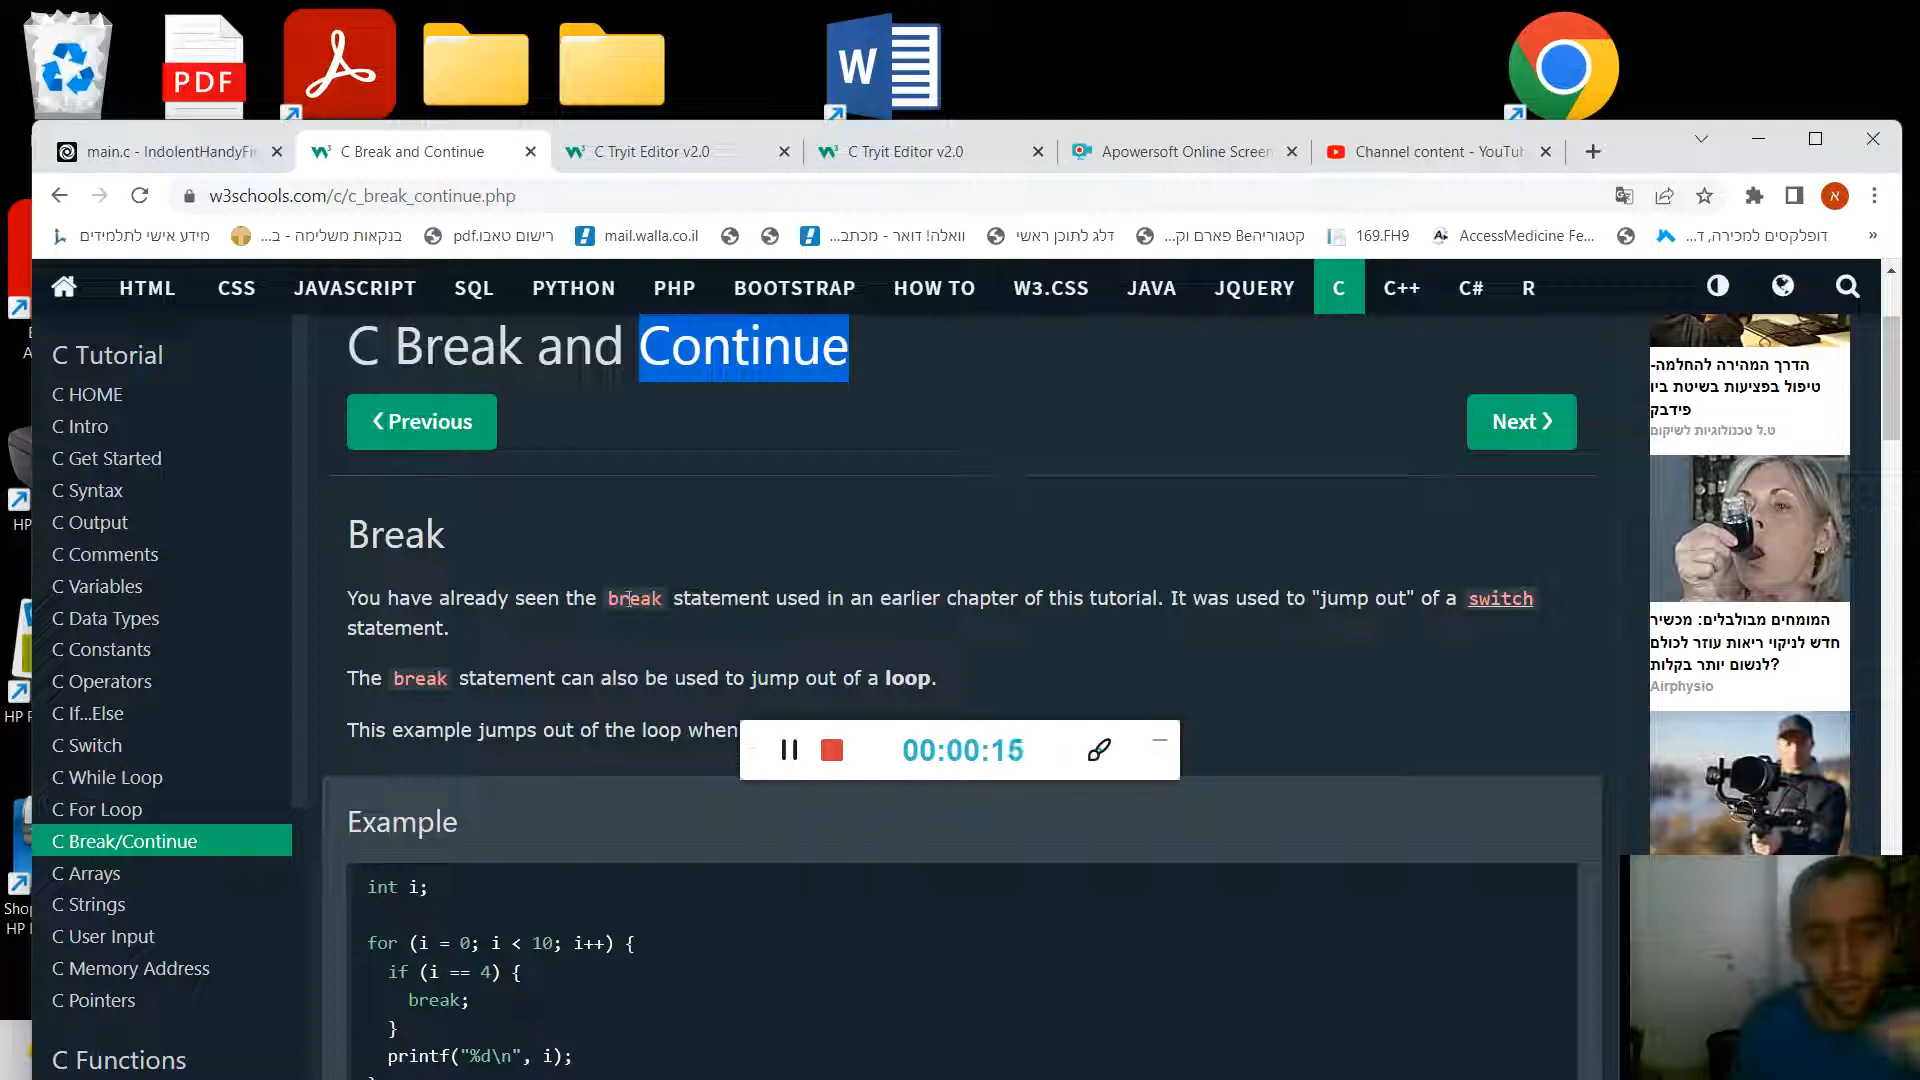 PDF
W
main.c - IndolentHandyFi
C Break and Continue
C Tryit Editor v2.0
C Tryit Editor v2.0
Apowersoft Online Screen
Channel content - YouTub
w3schools.com/c/c_break_continue.php
א
מידע אישי לתלמידים
בנקאות משלימה - ב...
רישום טאבו.pdf
mail.walla.co.il
וואלה! דואר - מכתב...
דלג לתוכן ראשי
קטגוריהBe פארם וק...
169.FH9
AccessMedicine Fe...
דופלקסים למכירה, ד...
»
HTML CSS JAVASCRIPT SQL PYTHON PHP BOOTSTRAP HOW TO W3.CSS JAVA JQUERY C C++ C# R
C Tutorial
C HOME
C Intro
C Get Started
C Syntax
C Output
C Comments
C Variables
C Data Types
C Constants
C Operators
C If...Else
C Switch
C While Loop
C For Loop
C Break/Continue
C Arrays
C Strings
C User Input
C Memory Address
C Pointers
C Functions
C Break and Continue
❮ Previous
Next ❯
Break
You have already seen the break statement used in an earlier chapter of this tutorial. It was used to "jump out" of a switch
statement.
The break statement can also be used to jump out of a loop.
This example jumps out of the loop when
00:00:15
Example
int i;
for (i = 0; i < 10; i++) {
if (i == 4) {
break;
}
printf("%d\n", i);
הדרך המהירה להחלמה-
טיפול בפציעות בשיטת ביו
פידבק
ט.ל טכנולוגיות לשיקום
המומחים מבולבלים: מכשיר
חדש לניקוי ריאות עוזר לכולם
לנשום יותר בקלות?
Airphysio
HP
HP P
Sho
HP